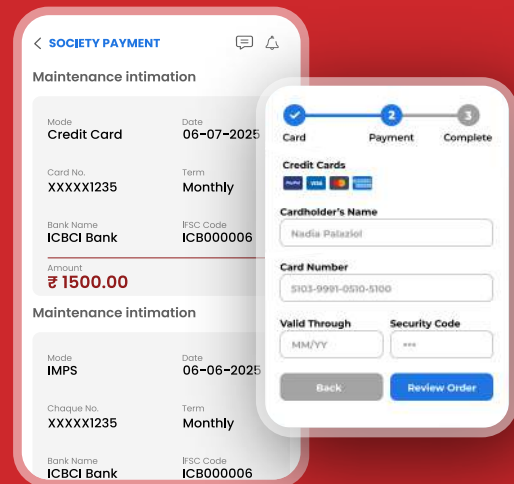 SOCIETY PAYMENT
Maintenance intimation
Mode Date
Credit Card 06-07-2025
Card No. Term
XXXXX1235 Monthly
Bank Name IFSC Code
ICBCI Bank ICB000006
Amount
₹ 1500.00
Maintenance intimation
Mode Date
IMPS 06-06-2025
Chaque No. Term
XXXXX1235 Monthly
Bank Name IFSC Code
ICBCI Bank ICB000006
2 3
Card Payment Complete
Credit Cards
PayPal VISA
Cardholder's Name
Nadia Palaziol
Card Number
5103-9991-0510-5100
Valid Through Security Code
MM/YY ***
Back Review Order